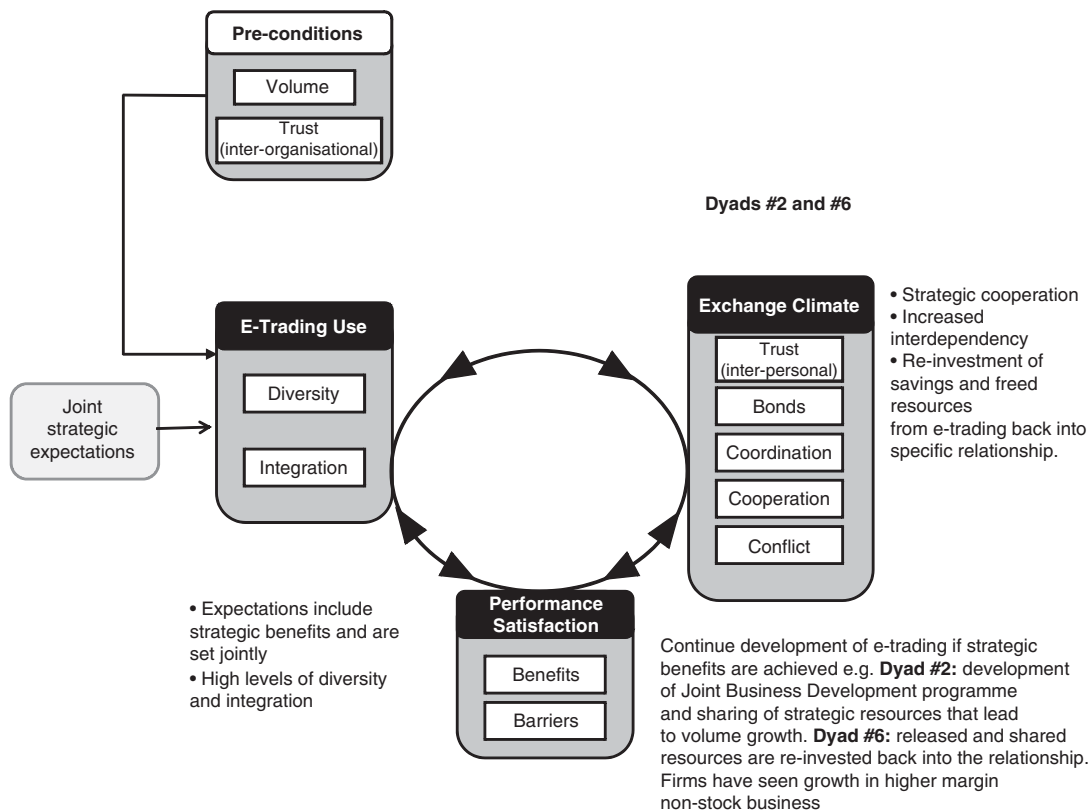 Pre-conditions
Volume
Trust
(inter-organisational)
Dyads #2 and #6
E-Trading Use
Diversity
Integration
Joint
strategic
expectations
Exchange Climate
Trust
(inter-personal)
Bonds
Coordination
Cooperation
Conflict
• Strategic cooperation
• Increased
interdependency
• Re-investment of
savings and freed
resources
from e-trading back into
specific relationship.
• Expectations include
strategic benefits and are
set jointly
• High levels of diversity
and integration
Performance
Satisfaction
Benefits
Barriers
Continue development of e-trading if strategic
benefits are achieved e.g. Dyad #2: development
of Joint Business Development programme
and sharing of strategic resources that lead
to volume growth. Dyad #6: released and shared
resources are re-invested back into the relationship.
Firms have seen growth in higher margin
non-stock business